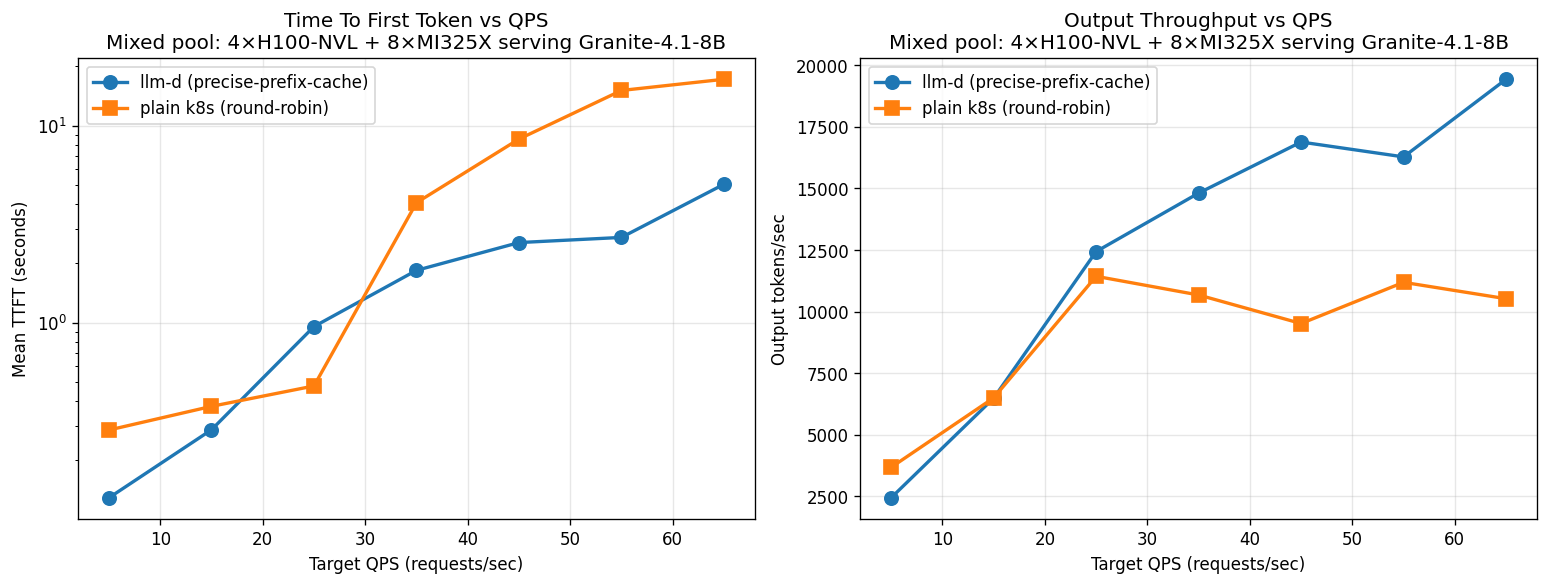 Time To First Token vs QPS
Mixed pool: 4×H100-NVL + 8×MI325X serving Granite-4.1-8B
llm-d (precise-prefix-cache)
plain k8s (round-robin)
10¹
10⁰
Mean TTFT (seconds)
10 20 30 40 50 60
Target QPS (requests/sec)
Output Throughput vs QPS
Mixed pool: 4×H100-NVL + 8×MI325X serving Granite-4.1-8B
llm-d (precise-prefix-cache)
plain k8s (round-robin)
20000
17500
15000
12500
10000
7500
5000
2500
Output tokens/sec
10 20 30 40 50 60
Target QPS (requests/sec)